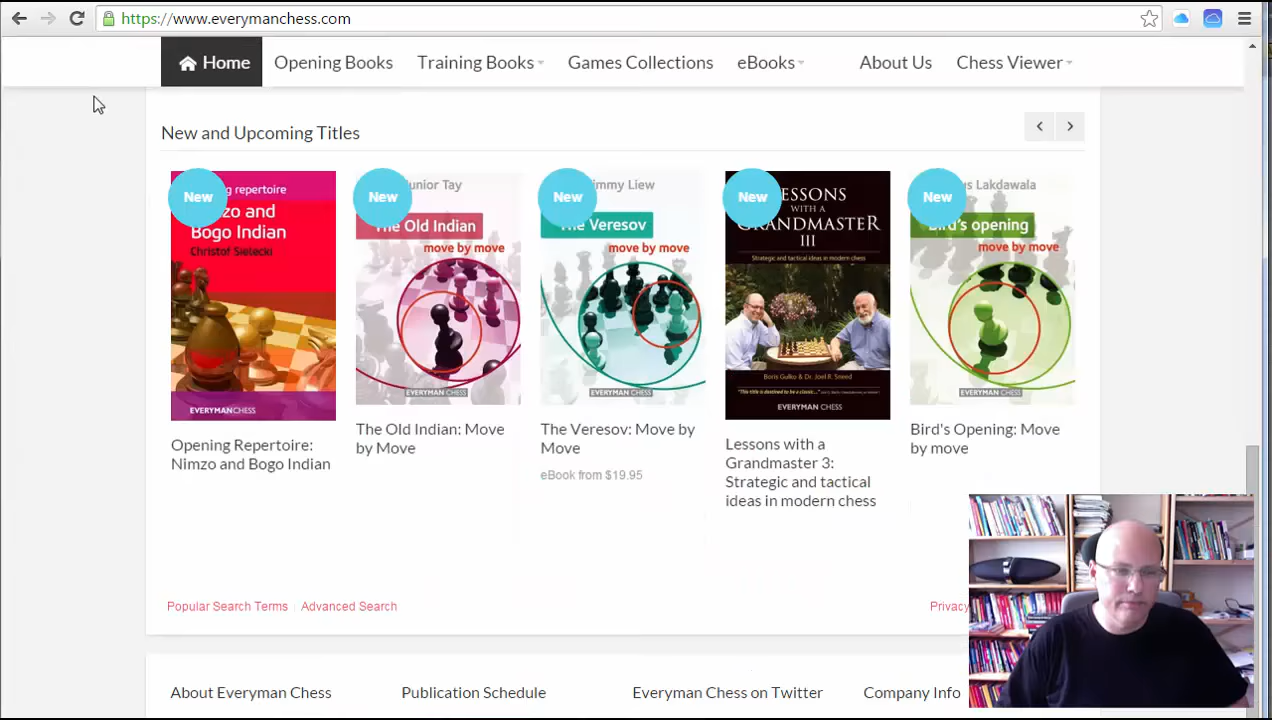 https://www.everymanchess.com
Home Opening Books Training Books Games Collections eBooks About Us Chess Viewer
New and Upcoming Titles
New
repertoire
and
Bogo Indian
Christof Sielecki
EVERYMANCHESS
Opening Repertoire:
Nimzo and Bogo Indian
New
Junior Tay
The Old Indian
move by move
EVERYMAN CHESS
The Old Indian: Move
by Move
New
Jimmy Liew
The Veresov
move by move
EVERYMAN CHESS
The Veresov: Move by
Move
eBook from $19.95
New
LESSONS
WITH A
GRANDMASTER
III
Strategic and tactical ideas in modern chess
Boris Gulko & Dr. Joel R. Sneed
EVERYMAN CHESS
Lessons with a
Grandmaster 3:
Strategic and tactical
ideas in modern chess
New
Lakdawala
Bird's opening
move by move
EVERYMAN CHESS
Bird's Opening: Move
by move
Popular Search Terms Advanced Search Privacy
About Everyman Chess Publication Schedule Everyman Chess on Twitter Company Info